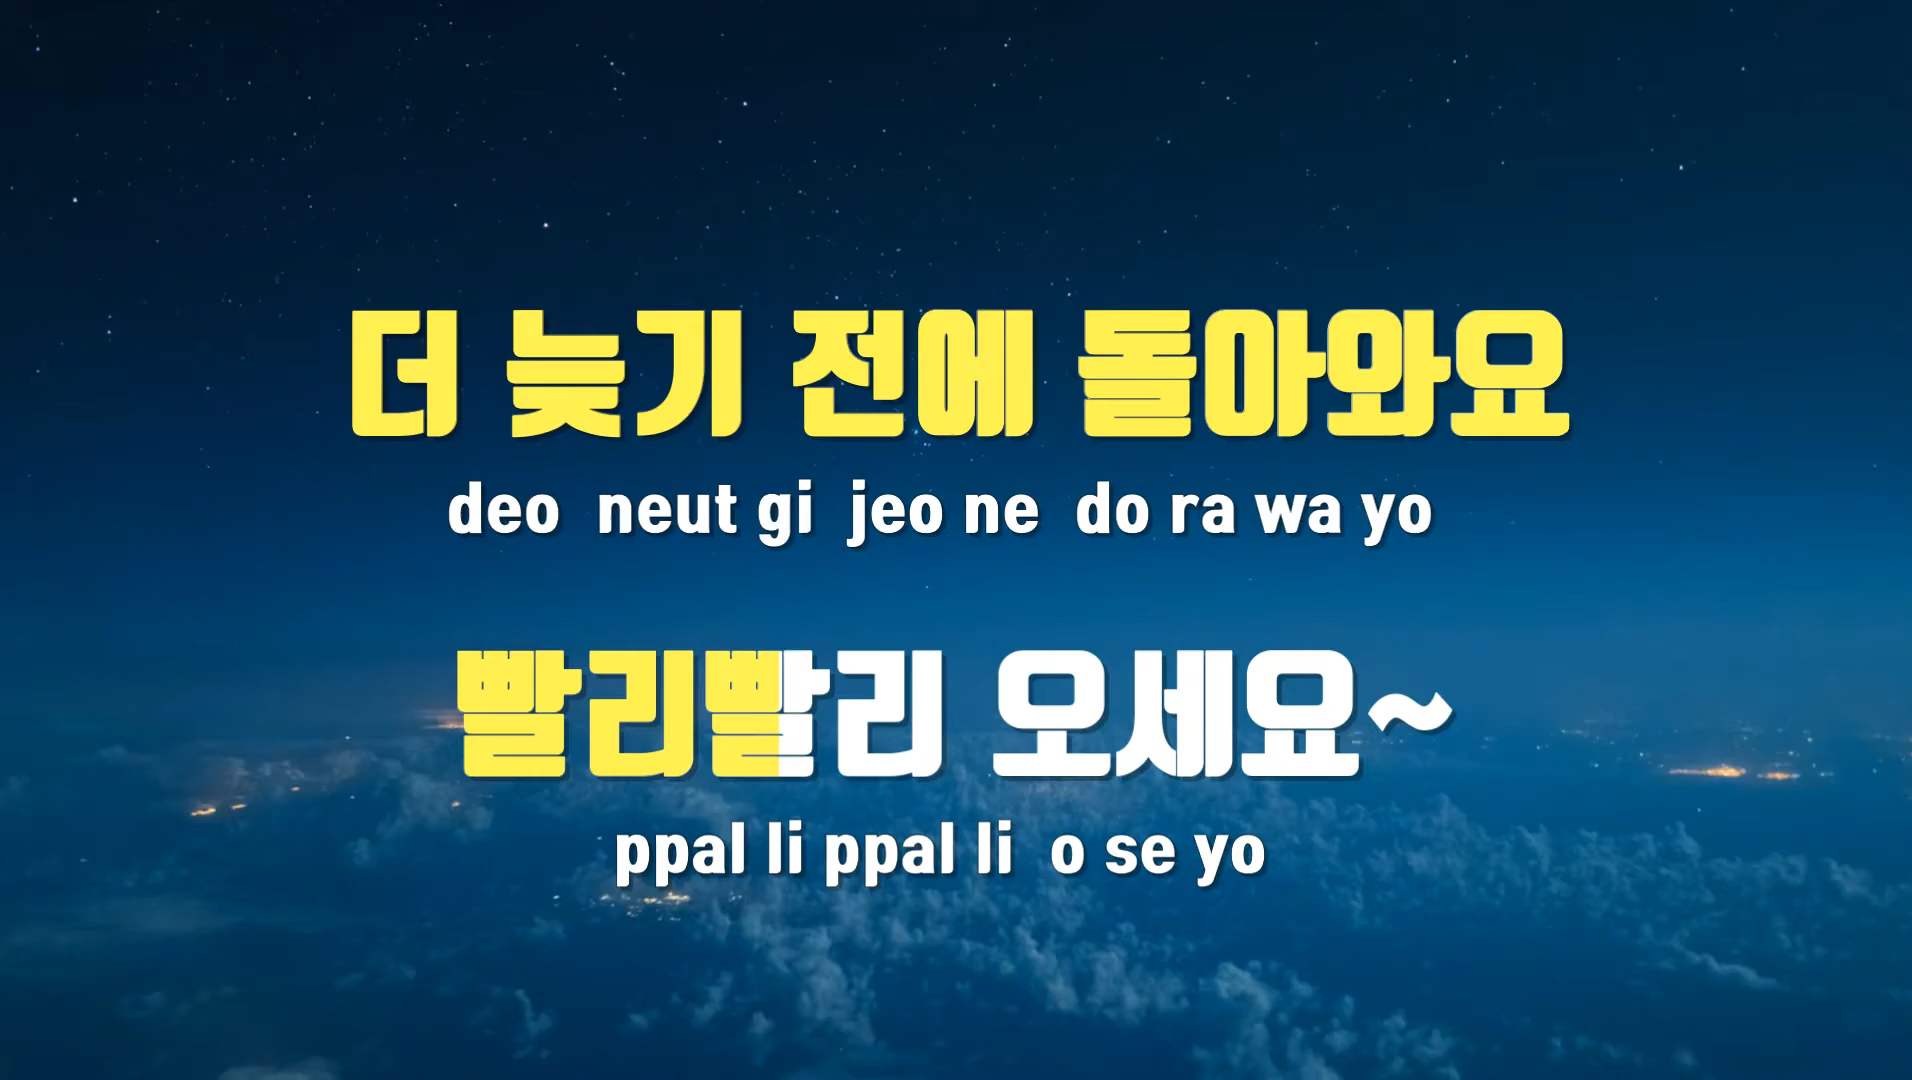 더 늦기 전에 돌아와요
deo neut gi jeo ne do ra wa yo
빨리빨리 오세요~
ppal li ppal li o se yo